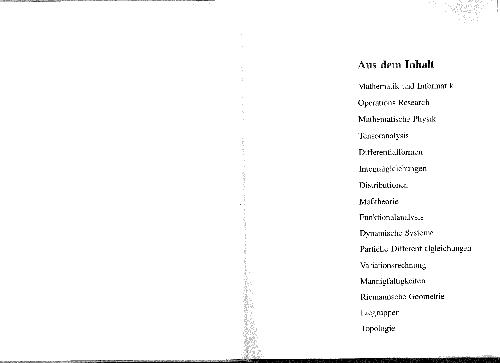 Aus dem Inhalt
Mathematik und Informatik
Operations Research
Mathematische Physik
Tensoranalysis
Differentialformen
Integralgleichungen
Distributionen
Maßtheorie
Funktionalanalysis
Dynamische Systeme
Partielle Differentialgleichungen
Variationsrechnung
Mannigfaltigkeiten
Riemannsche Geometrie
Liegruppen
Topologie